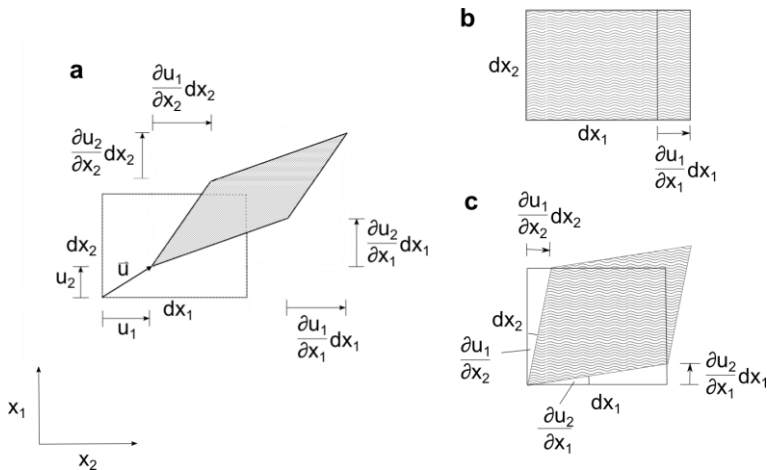 a
∂u₁/∂x₂ dx₂
∂u₂/∂x₂ dx₂
dx₂
u₂
u⃗
dx₁
u₁
∂u₂/∂x₁ dx₁
∂u₁/∂x₁ dx₁
x₁
x₂
b
dx₂
dx₁
∂u₁/∂x₁ dx₁
c
∂u₁/∂x₂ dx₂
dx₂
∂u₁/∂x₂
∂u₂/∂x₁
dx₁
∂u₂/∂x₁ dx₁